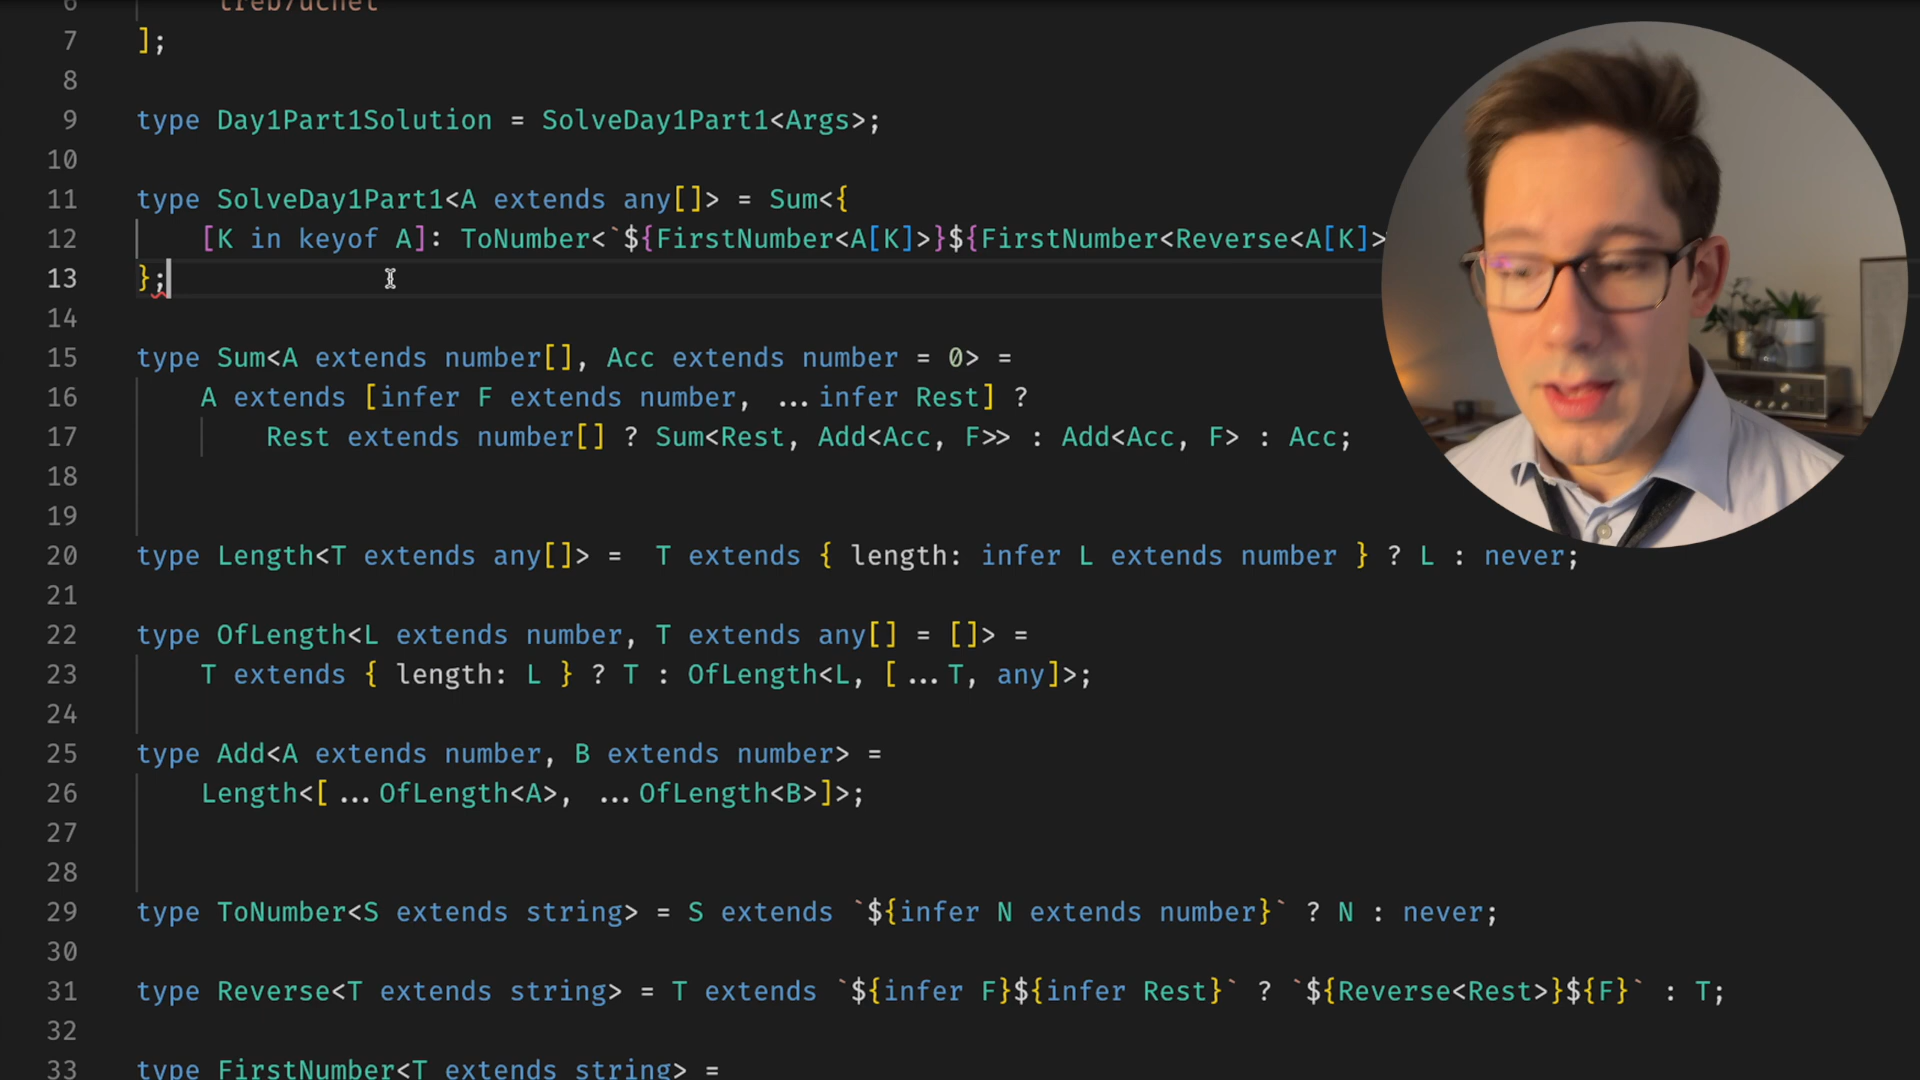 6 treb7uchet
7 ];
8
9 type Day1Part1Solution = SolveDay1Part1<Args>;
10
11 type SolveDay1Part1<A extends any[]> = Sum<{
12 [K in keyof A]: ToNumber<`${FirstNumber<A[K]>}${FirstNumber<Reverse<A[K]>
13 };
14
15 type Sum<A extends number[], Acc extends number = 0> =
16 A extends [infer F extends number, ...infer Rest] ?
17 Rest extends number[] ? Sum<Rest, Add<Acc, F>> : Add<Acc, F> : Acc;
18
19
20 type Length<T extends any[]> = T extends { length: infer L extends number } ? L : never;
21
22 type OfLength<L extends number, T extends any[] = []> =
23 T extends { length: L } ? T : OfLength<L, [...T, any]>;
24
25 type Add<A extends number, B extends number> =
26 Length<[...OfLength<A>, ...OfLength<B>]>;
27
28
29 type ToNumber<S extends string> = S extends `${infer N extends number}` ? N : never;
30
31 type Reverse<T extends string> = T extends `${infer F}${infer Rest}` ? `${Reverse<Rest>}${F}` : T;
32
33 type FirstNumber<T extends string> =